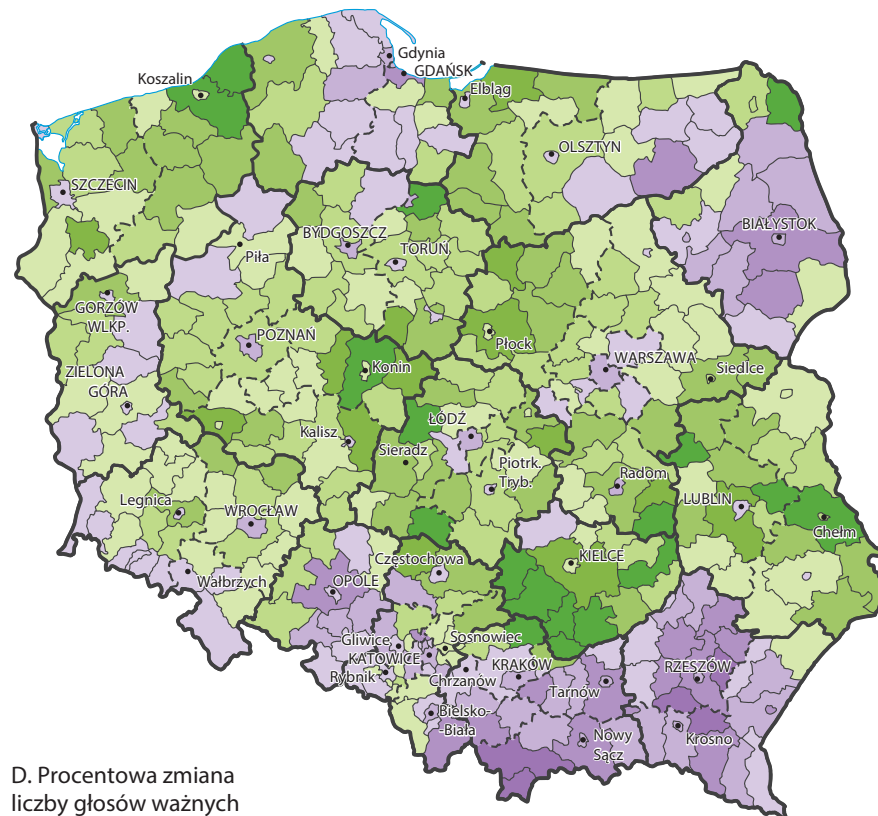 Gdynia
GDAŃSK
Koszalin
Elbląg
OLSZTYN
SZCZECIN
BIAŁYSTOK
BYDGOSZCZ
TORUŃ
Piła
GORZÓW
WLKP.
POZNAŃ
Płock
WARSZAWA
Siedlce
Konin
ZIELONA
GÓRA
Kalisz
ŁÓDŹ
Sieradz
Piotrk.
Tryb.
Radom
LUBLIN
Legnica
WROCŁAW
Chełm
Częstochowa
KIELCE
Wałbrzych
OPOLE
Gliwice
Sosnowiec
KATOWICE
KRAKÓW
RZESZÓW
Rybnik
Chrzanów
Tarnów
Bielsko-
Biała
Nowy
Sącz
Krosno
D. Procentowa zmiana
liczby głosów ważnych